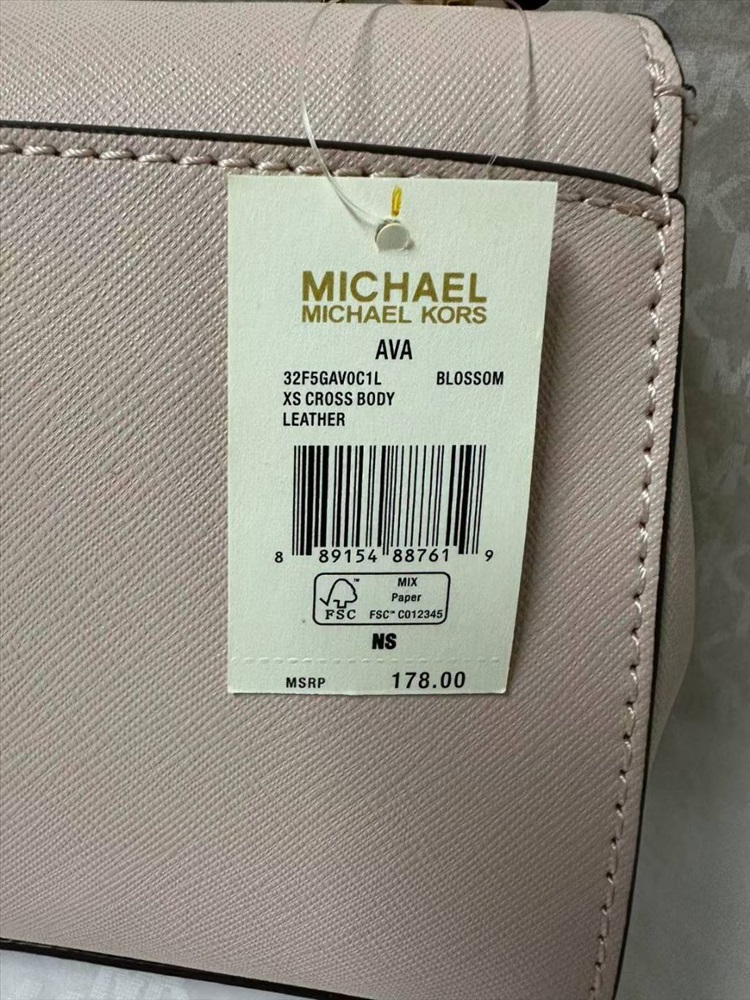 MICHAEL
MICHAEL KORS
AVA
32F5GAV0C1L BLOSSOM
XS CROSS BODY
LEATHER
8 89154 88761 9
FSC
MIX
Paper
FSC™ C012345
NS
MSRP 178.00